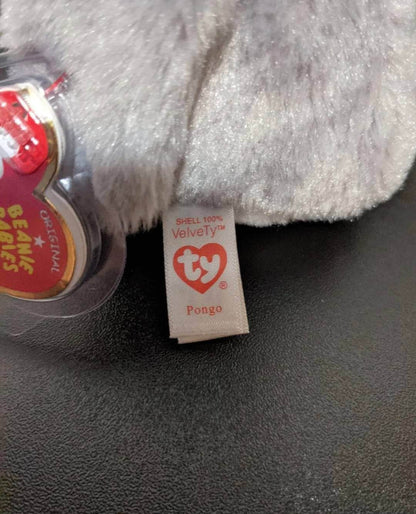 ORIGINAL
BEANIE
BABIES
SHELL 100%
VelveTy™
ty®
Pongo